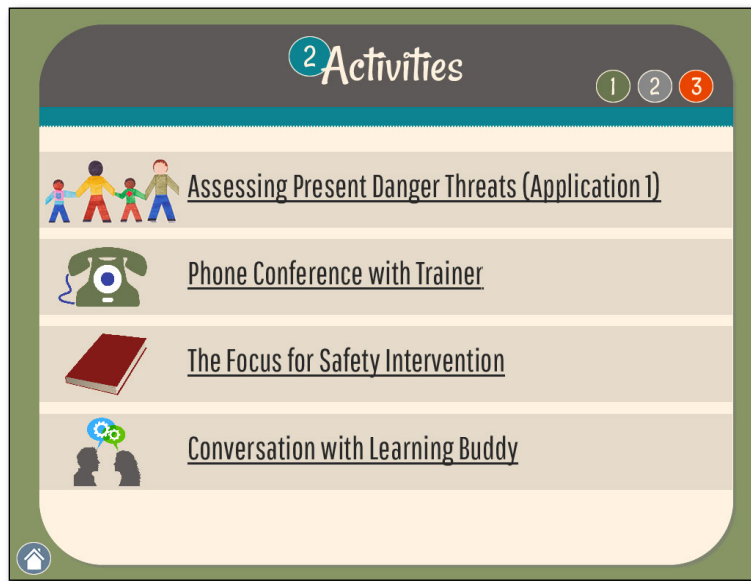 2 Activities
1 2 3
Assessing Present Danger Threats (Application 1)
Phone Conference with Trainer
The Focus for Safety Intervention
Conversation with Learning Buddy